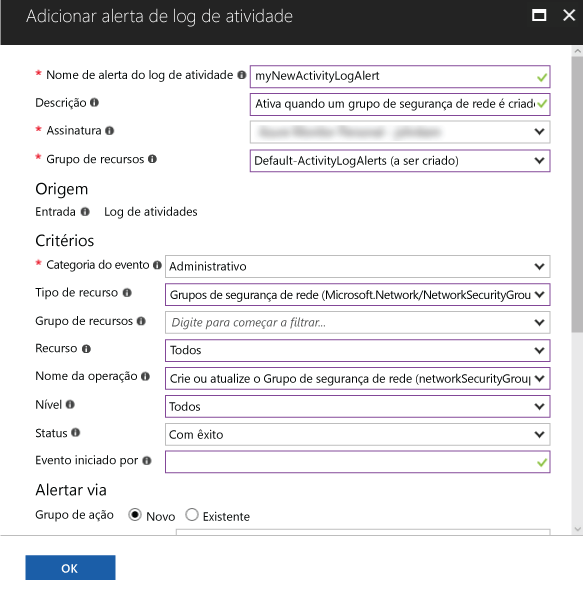 Adicionar alerta de log de atividade
* Nome de alerta do log de atividade myNewActivityLogAlert
Descrição Ativa quando um grupo de segurança de rede é criad
* Assinatura
* Grupo de recursos Default-ActivityLogAlerts (a ser criado)
Origem
Entrada Log de atividades
Critérios
* Categoria do evento Administrativo
Tipo de recurso Grupos de segurança de rede (Microsoft.Network/NetworkSecurityGrou
Grupo de recursos Digite para começar a filtrar...
Recurso Todos
Nome da operação Crie ou atualize o Grupo de segurança de rede (networkSecurityGroup
Nível Todos
Status Com êxito
Evento iniciado por
Alertar via
Grupo de ação Novo Existente
OK